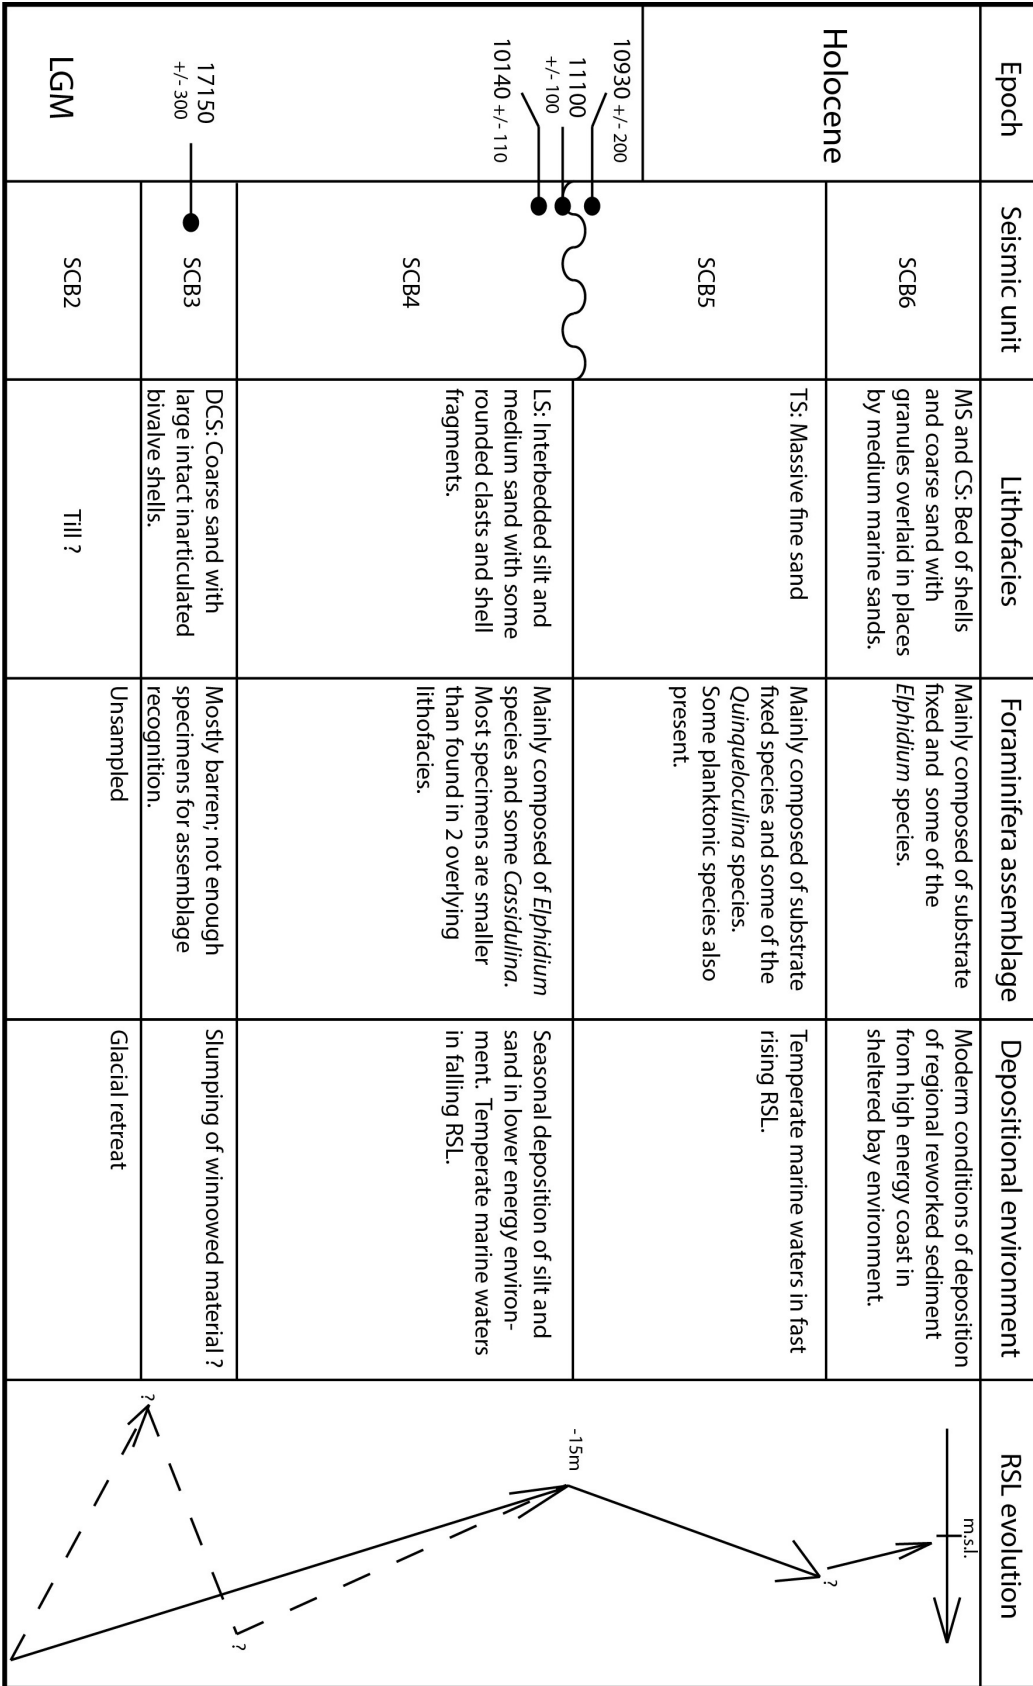 Epoch
Seismic unit
Lithofacies
Foraminifera assemblage
Depositional environment
RSL evolution
Holocene
10930 +/- 200
11100
+/- 100
10140 +/- 110
17150
+/- 300
LGM
SCB6
MS and CS: Bed of shells
and coarse sand with
granules overlaid in places
by medium marine sands.
Mainly composed of substrate
fixed and some of the
Elphidium species.
Moderm conditions of deposition
of regional reworked sediment
from high energy coast in
sheltered bay environment.
m.s.l.
SCB5
TS: Massive fine sand
Mainly composed of substrate
fixed species and some of the
Quinqueloculina species.
Some planktonic species also
present.
Temperate marine waters in fast
rising RSL.
?
SCB4
LS: Interbedded silt and
medium sand with some
rounded clasts and shell
fragments.
Mainly composed of Elphidium
species and some Cassidulina.
Most specimens are smaller
than found in 2 overlying
lithofacies.
Seasonal deposition of silt and
sand in lower energy environ-
ment. Temperate marine waters
in falling RSL.
-15m
SCB3
DCS: Coarse sand with
large intact inarticulated
bivalve shells.
Mostly barren; not enough
specimens for assemblage
recognition.
Slumping of winnowed material ?
?
SCB2
Till ?
Unsampled
Glacial retreat
?